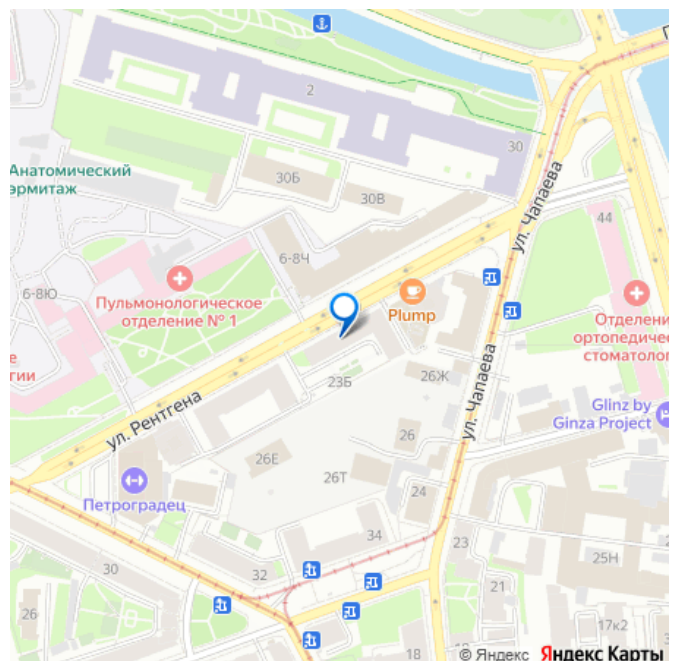 2
30
Анатомический
эрмитаж
30Б
30В
ул. Чапаева
44
6-8Ч
6-8Ю
Пульмонологическое
отделение № 1
Plump
Отделени
ортопедичес
стоматолог
е
гии
23Б
26Ж
ул. Чапаева
ул. Рентгена
Glinz by
Ginza Project
26
26Е
26Т
24
Петроградец
34
23
25Н
30
32
21
26
17к2
18
18
© Яндекс Яндекс Карты